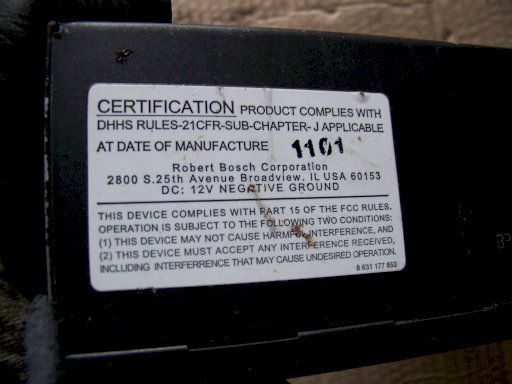 CERTIFICATION PRODUCT COMPLIES WITH
DHHS RULES-21CFR-SUB-CHAPTER- J APPLICABLE
AT DATE OF MANUFACTURE 1101
Robert Bosch Corporation
2800 S.25th Avenue Broadview. IL USA 60153
DC: 12V NEGATIVE GROUND
THIS DEVICE COMPLIES WITH PART 15 OF THE FCC RULES.
OPERATION IS SUBJECT TO THE FOLLOWING TWO CONDITIONS:
(1) THIS DEVICE MAY NOT CAUSE HARMFUL INTERFERENCE, AND
(2) THIS DEVICE MUST ACCEPT ANY INTERFERENCE RECEIVED,
INCLUDING INTERFERRENCE THAT MAY CAUSE UNDESIRED OPERATION.
8 631 177 853